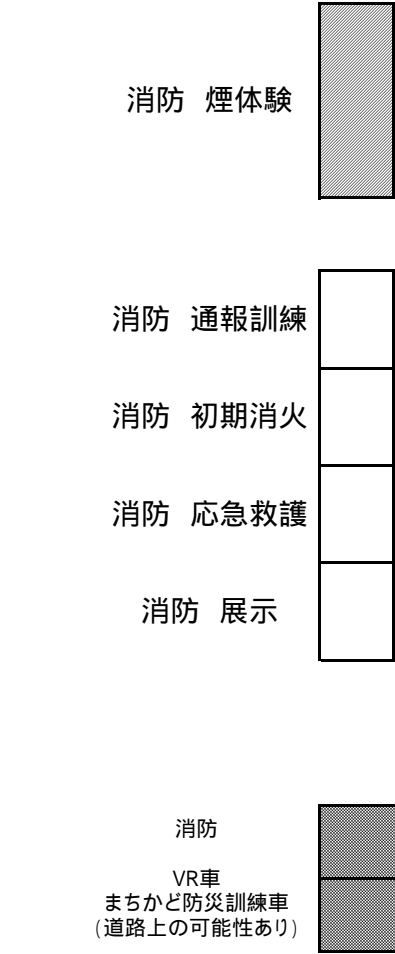 消防　煙体験
消防　通報訓練
消防　初期消火
消防　応急救護
消防　展示
消防
VR車
まちかど防災訓練車
(道路上の可能性あり)